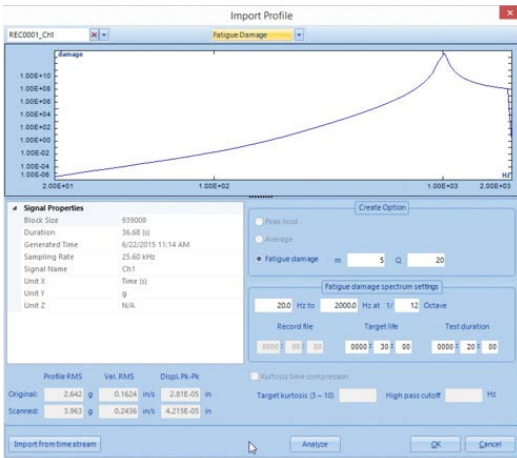 Import Profile
REC0001_Ch1
Fatigue Damage
damage
1.00E+10
1.00E+08
1.00E+06
1.00E+04
1.00E+02
1.00E+00
1.00E-02
1.00E-04
1.00E-06
Hz
2.00E+01 1.00E+02 1.00E+03 2.00E+03
Signal Properties
Block Size 939008
Duration 36.68 (s)
Generated Time 6/22/2015 11:14 AM
Sampling Rate 25.60 kHz
Signal Name Ch1
Unit X Time (s)
Unit Y g
Unit Z N/A
Create Option
Peak hold
Average
Fatigue damage m 5 Q 20
Fatigue damage spectrum settings
20.0 Hz to 2000.0 Hz at 1/ 12 Octave
Record file Target life Test duration
0000 : 00 : 00 0000 : 30 : 00 0000 : 20 : 00
Profile RMS Vel. RMS Displ. Pk-Pk
Original: 2.642 g 0.1624 in/s 2.81E-05 in
Scanned: 3.963 g 0.2436 in/s 4.215E-05 in
Kurtosis time compression
Target kurtosis (3 ~ 10) High pass cutoff Hz
Import from time stream
Analyze
OK
Cancel